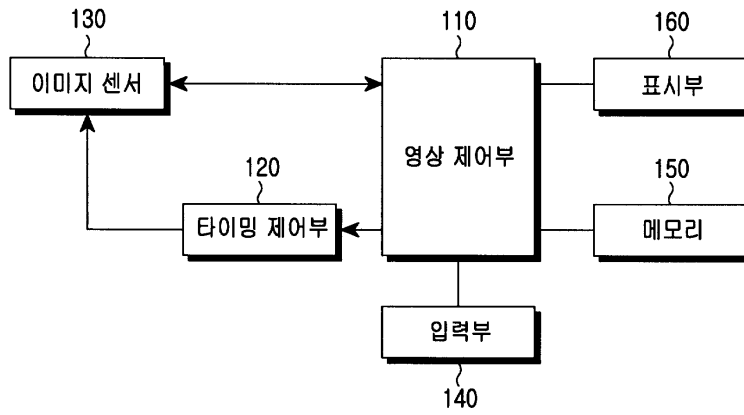 130
110
160
이미지 센서
영상 제어부
표시부
120
150
타이밍 제어부
메모리
입력부
140